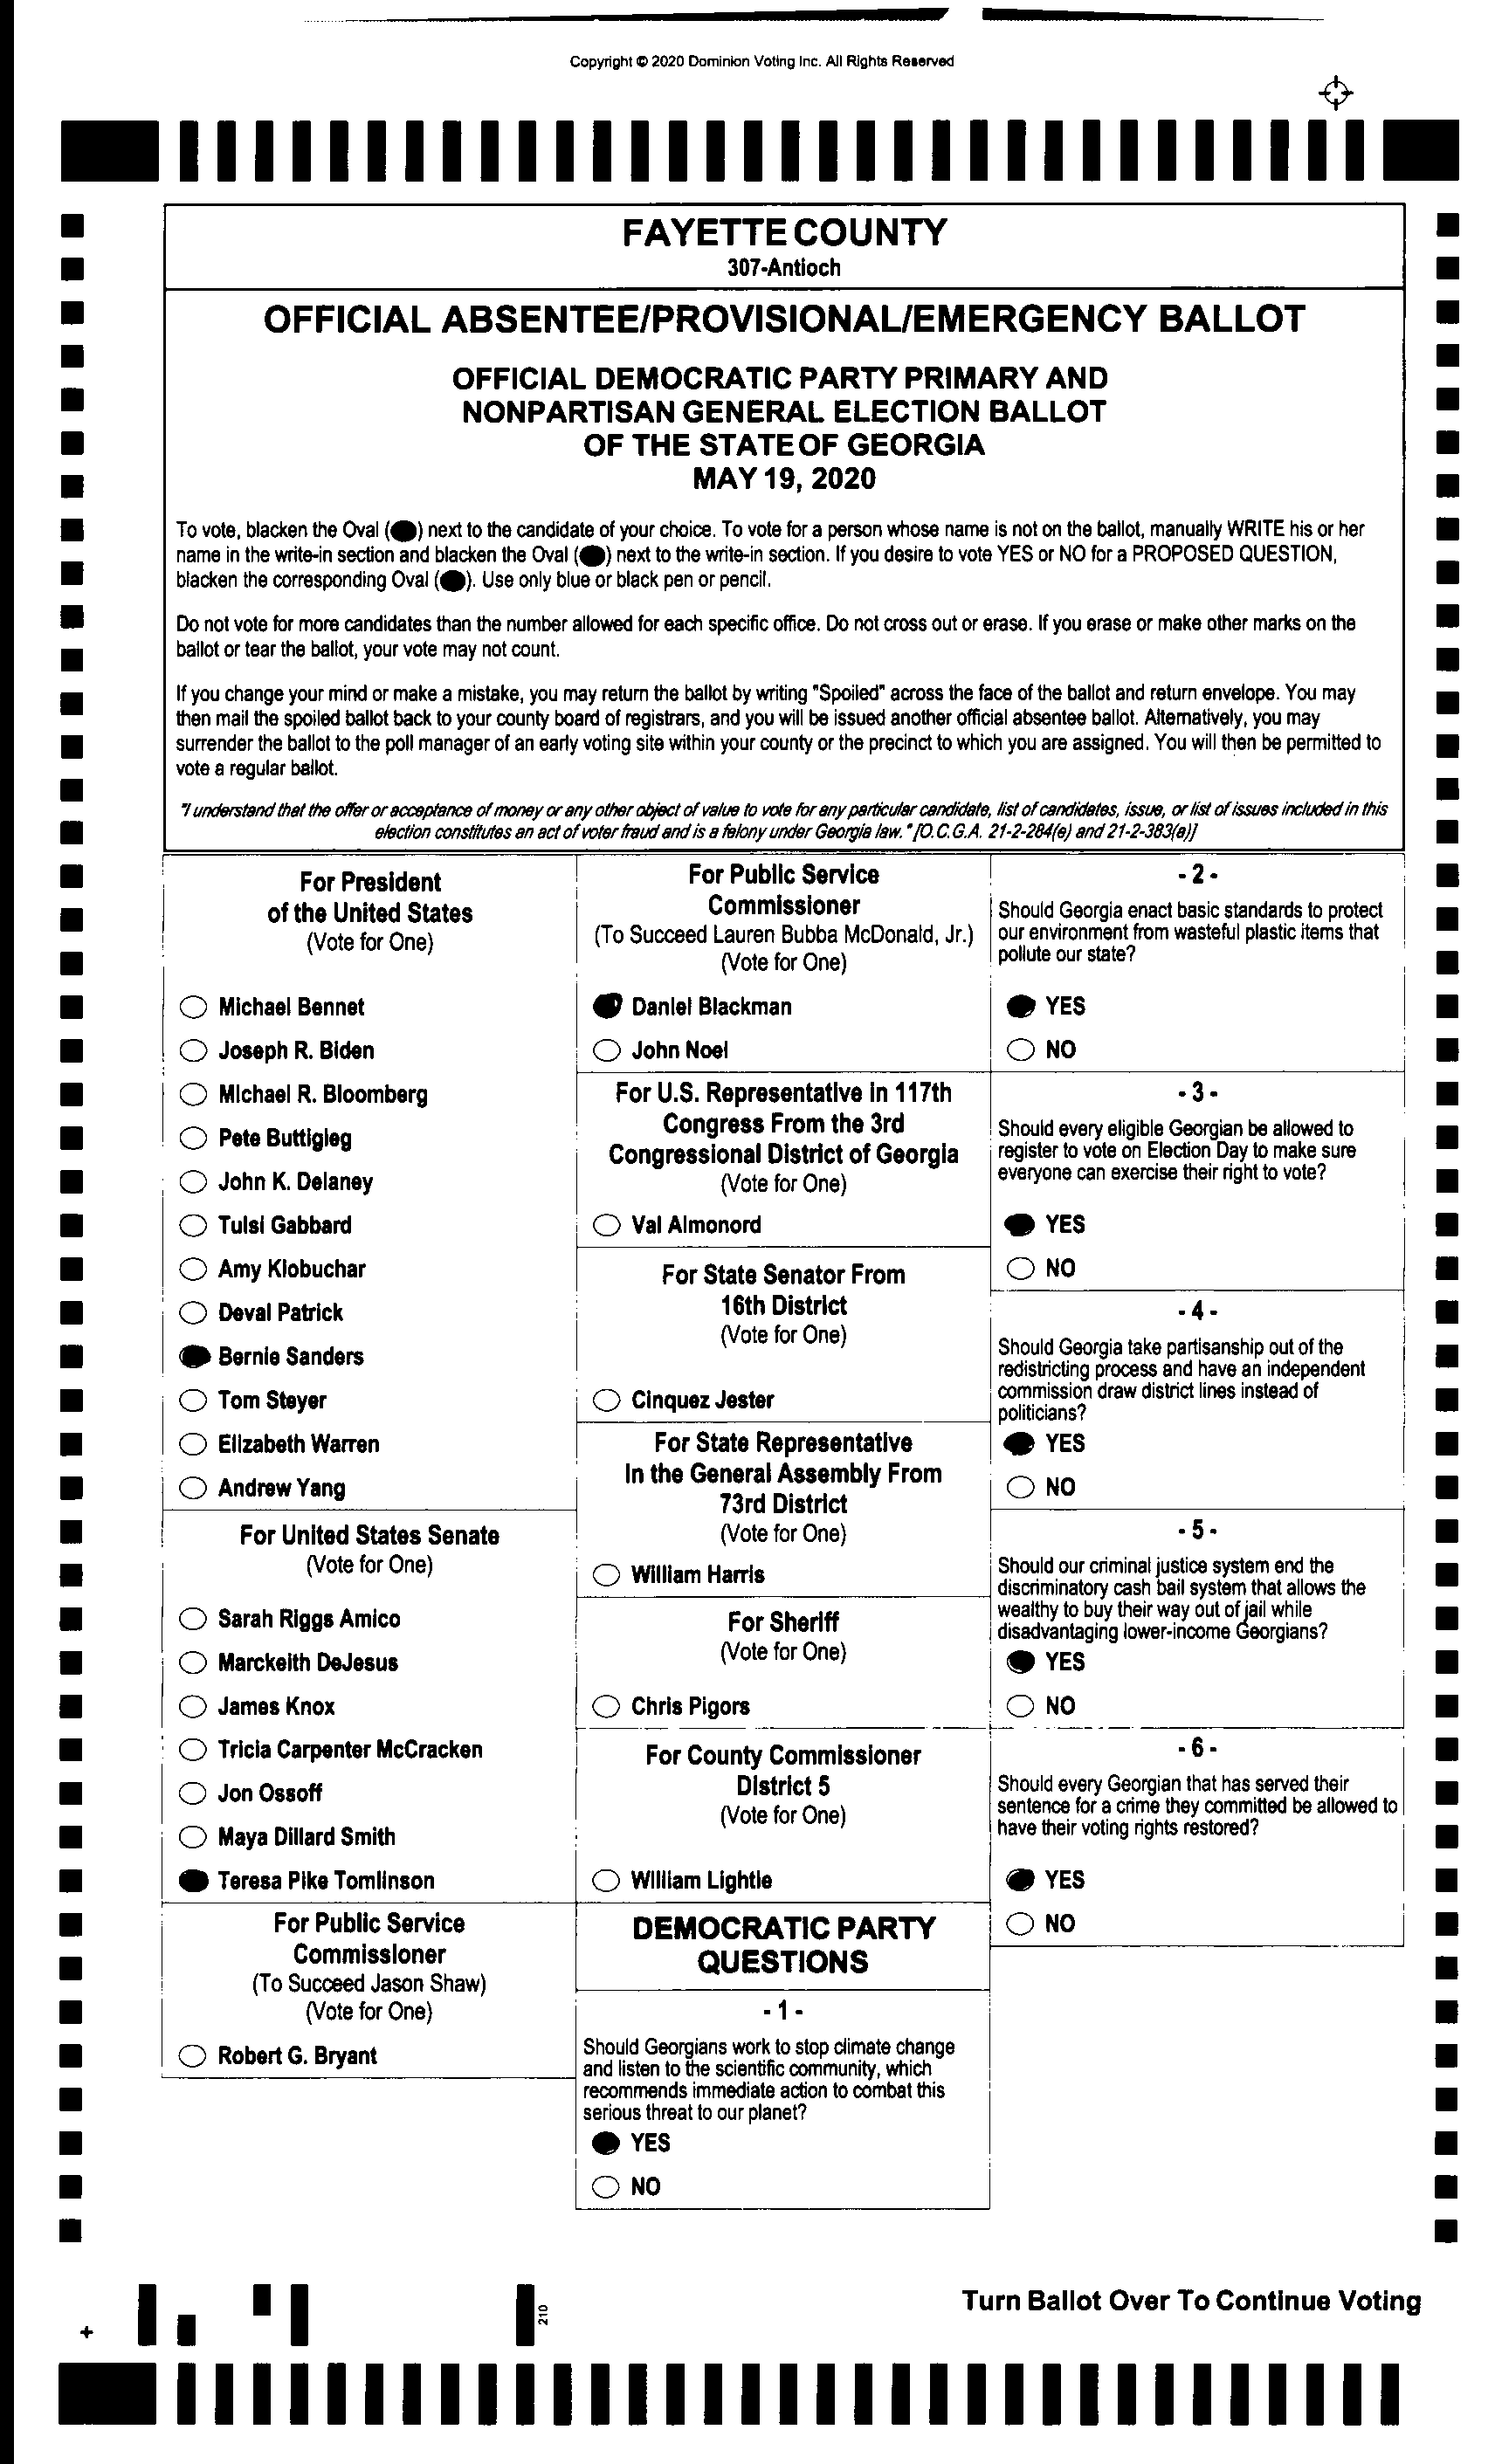 Copyright © 2020 Dominion Voting Inc. All Rights Reserved
FAYETTE COUNTY
307-Antioch
OFFICIAL ABSENTEE/PROVISIONAL/EMERGENCY BALLOT
OFFICIAL DEMOCRATIC PARTY PRIMARY AND
NONPARTISAN GENERAL ELECTION BALLOT
OF THE STATE OF GEORGIA
MAY 19, 2020
To vote, blacken the Oval (●) next to the candidate of your choice. To vote for a person whose name is not on the ballot, manually WRITE his or her
name in the write-in section and blacken the Oval (●) next to the write-in section. If you desire to vote YES or NO for a PROPOSED QUESTION,
blacken the corresponding Oval (●). Use only blue or black pen or pencil.
Do not vote for more candidates than the number allowed for each specific office. Do not cross out or erase. If you erase or make other marks on the
ballot or tear the ballot, your vote may not count.
If you change your mind or make a mistake, you may return the ballot by writing "Spoiled" across the face of the ballot and return envelope. You may
then mail the spoiled ballot back to your county board of registrars, and you will be issued another official absentee ballot. Alternatively, you may
surrender the ballot to the poll manager of an early voting site within your county or the precinct to which you are assigned. You will then be permitted to
vote a regular ballot.
"I understand that the offer or acceptance of money or any other object of value to vote for any particular candidate, list of candidates, issue, or list of issues included in this
election constitutes an act of voter fraud and is a felony under Georgia law." [O.C.G.A. 21-2-284(e) and 21-2-383(a)]
For President
of the United States
(Vote for One)
Michael Bennet
Joseph R. Biden
Michael R. Bloomberg
Pete Buttigieg
John K. Delaney
Tulsi Gabbard
Amy Klobuchar
Deval Patrick
Bernie Sanders
Tom Steyer
Elizabeth Warren
Andrew Yang
For United States Senate
(Vote for One)
Sarah Riggs Amico
Marckeith DeJesus
James Knox
Tricia Carpenter McCracken
Jon Ossoff
Maya Dillard Smith
Teresa Pike Tomlinson
For Public Service
Commissioner
(To Succeed Jason Shaw)
(Vote for One)
Robert G. Bryant
For Public Service
Commissioner
(To Succeed Lauren Bubba McDonald, Jr.)
(Vote for One)
Daniel Blackman
John Noel
For U.S. Representative in 117th
Congress From the 3rd
Congressional District of Georgia
(Vote for One)
Val Almonord
For State Senator From
16th District
(Vote for One)
Cinquez Jester
For State Representative
In the General Assembly From
73rd District
(Vote for One)
William Harris
For Sheriff
(Vote for One)
Chris Pigors
For County Commissioner
District 5
(Vote for One)
William Lightle
DEMOCRATIC PARTY
QUESTIONS
- 1 -
Should Georgians work to stop climate change
and listen to the scientific community, which
recommends immediate action to combat this
serious threat to our planet?
YES
NO
- 2 -
Should Georgia enact basic standards to protect
our environment from wasteful plastic items that
pollute our state?
YES
NO
- 3 -
Should every eligible Georgian be allowed to
register to vote on Election Day to make sure
everyone can exercise their right to vote?
YES
NO
- 4 -
Should Georgia take partisanship out of the
redistricting process and have an independent
commission draw district lines instead of
politicians?
YES
NO
- 5 -
Should our criminal justice system end the
discriminatory cash bail system that allows the
wealthy to buy their way out of jail while
disadvantaging lower-income Georgians?
YES
NO
- 6 -
Should every Georgian that has served their
sentence for a crime they committed be allowed to
have their voting rights restored?
YES
NO
Turn Ballot Over To Continue Voting
210